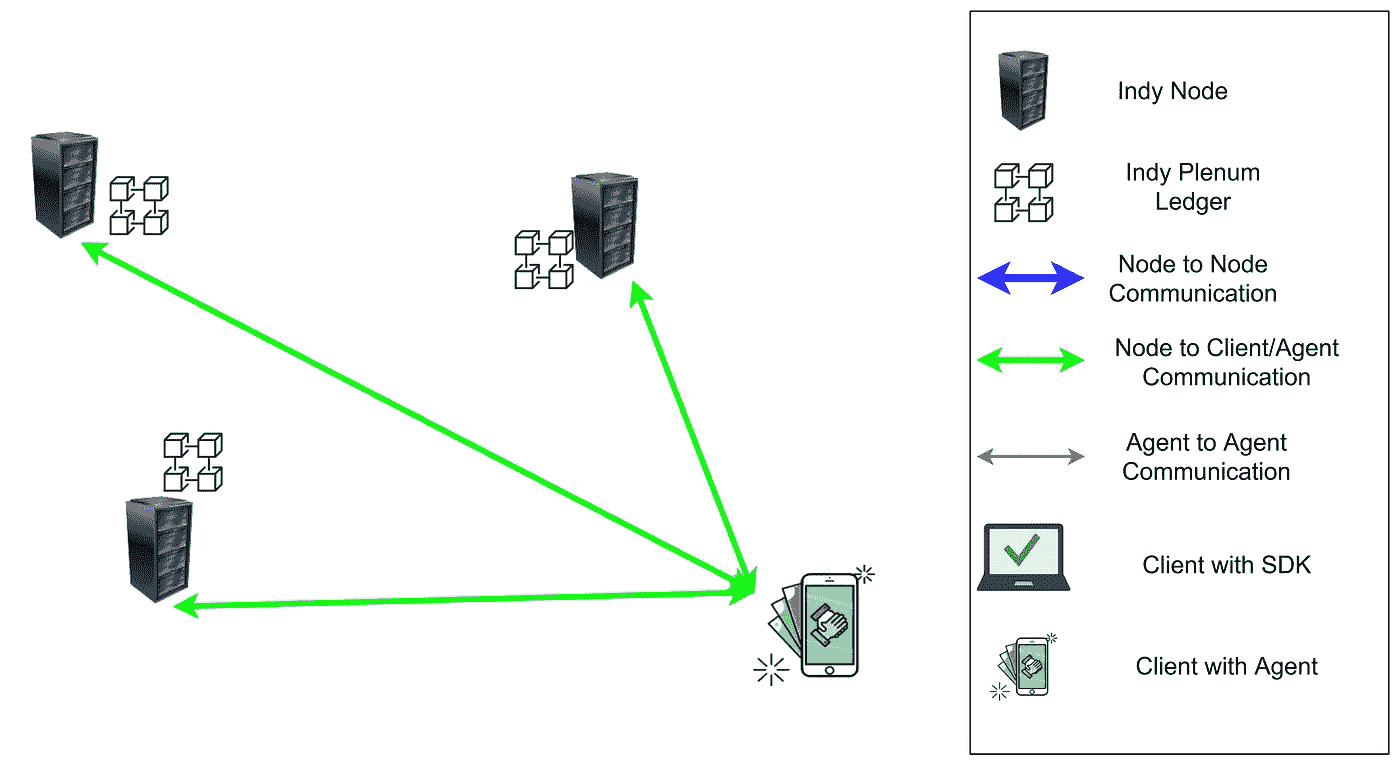 Indy Node
Indy Plenum
Ledger
Node to Node
Communication
Node to Client/Agent
Communication
Agent to Agent
Communication
Client with SDK
Client with Agent